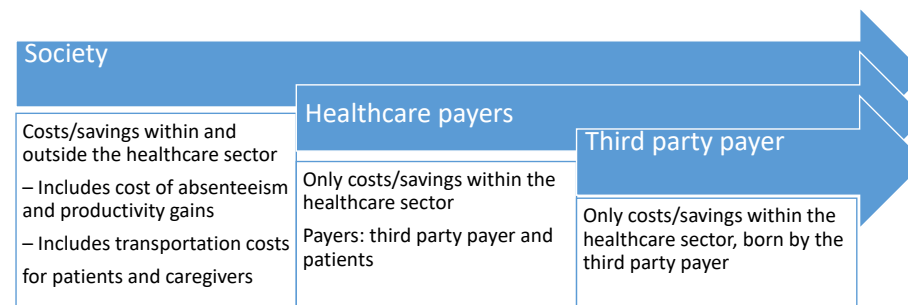 Society
Costs/savings within and
outside the healthcare sector
– Includes cost of absenteeism
and productivity gains
– Includes transportation costs
for patients and caregivers
Healthcare payers
Only costs/savings within the
healthcare sector
Payers: third party payer and
patients
Third party payer
Only costs/savings within the
healthcare sector, born by the
third party payer